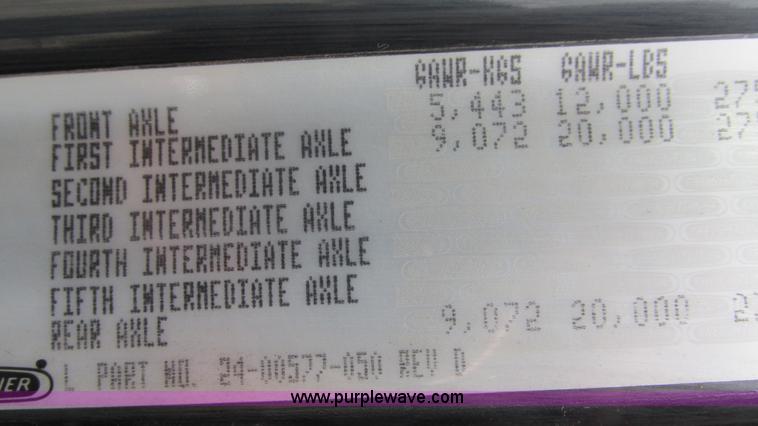 GAWR-KGS GAWR-LBS
FRONT AXLE 5,443 12,000
FIRST INTERMEDIATE AXLE 9,072 20,000
SECOND INTERMEDIATE AXLE
THIRD INTERMEDIATE AXLE
FOURTH INTERMEDIATE AXLE
FIFTH INTERMEDIATE AXLE
REAR AXLE 9,072 20,000 27
L PART NO. 24-00577-050 REV D
www.purplewave.com